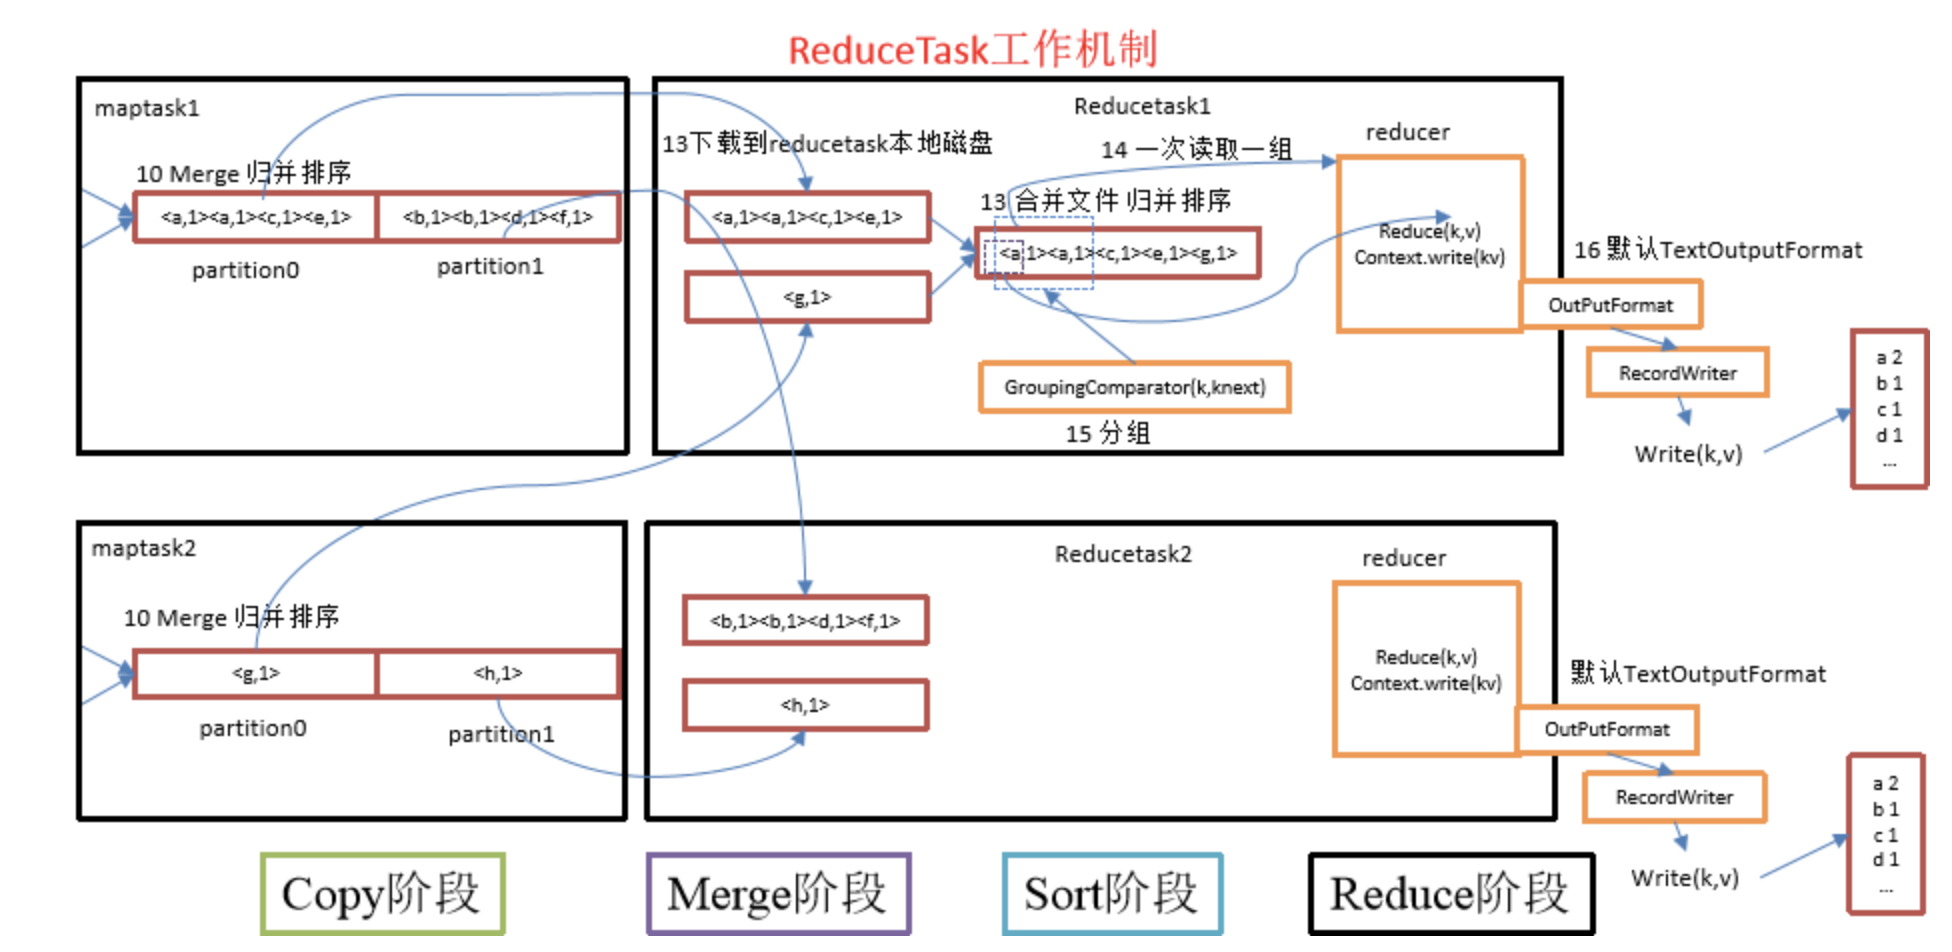 ReduceTask工作机制
maptask1
10 Merge 归并排序
<a,1><a,1><c,1><e,1>
<b,1><b,1><d,1><f,1>
partition0
partition1
Reducetask1
13下载到reducetask本地磁盘
<a,1><a,1><c,1><e,1>
<g,1>
13 合并文件 归并排序
<a,1><a,1><c,1><e,1><g,1>
14 一次读取一组
GroupingComparator(k,knext)
15 分组
reducer
Reduce(k,v)
Context.write(kv)
16 默认TextOutputFormat
OutPutFormat
RecordWriter
Write(k,v)
a 2
b 1
c 1
d 1
...
maptask2
10 Merge 归并排序
<g,1>
<h,1>
partition0
partition1
Reducetask2
<b,1><b,1><d,1><f,1>
<h,1>
reducer
Reduce(k,v)
Context.write(kv)
默认TextOutputFormat
OutPutFormat
RecordWriter
Write(k,v)
a 2
b 1
c 1
d 1
...
Copy阶段
Merge阶段
Sort阶段
Reduce阶段